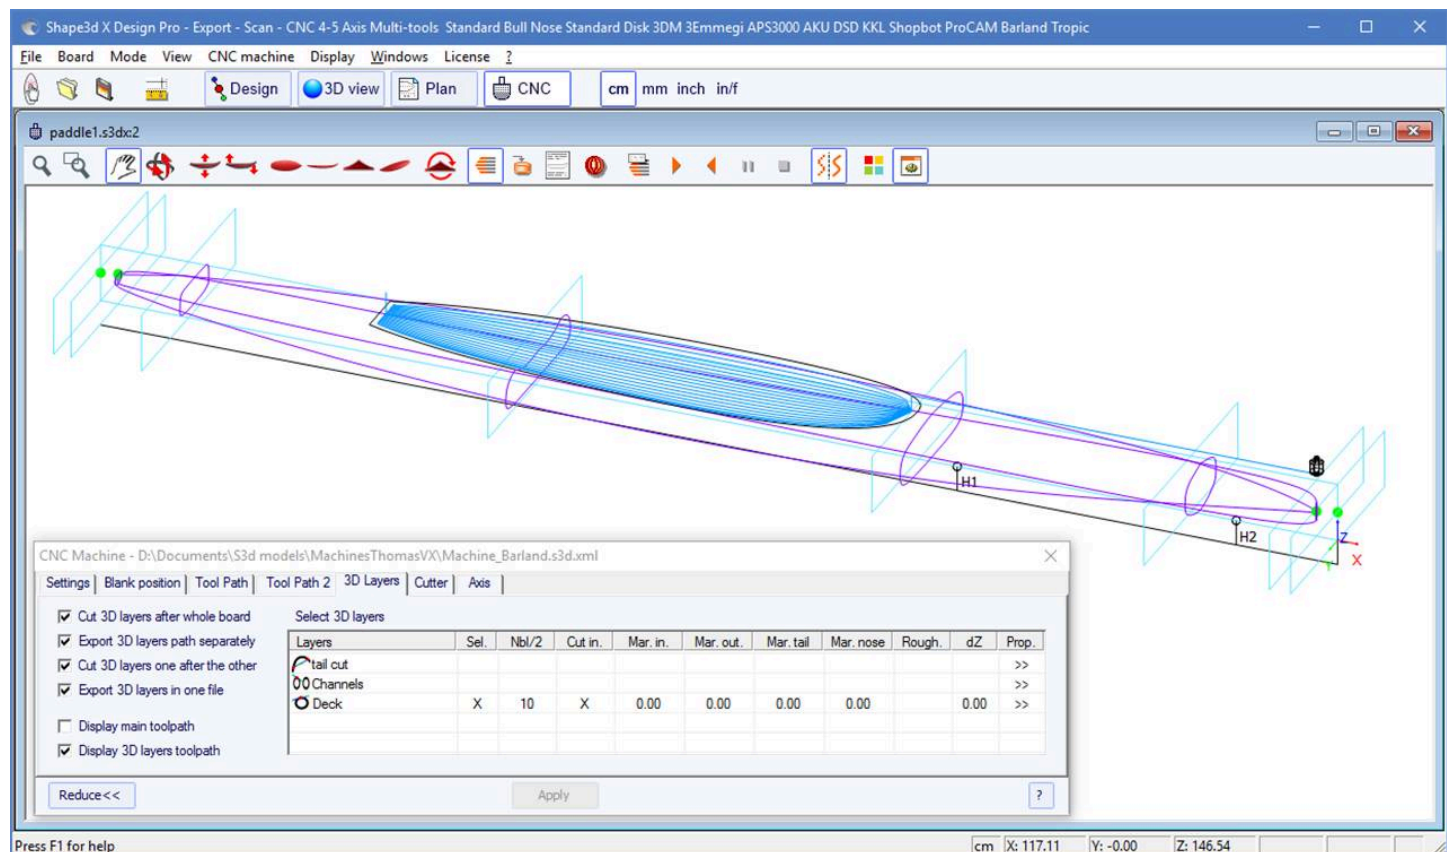 Shape3d X Design Pro - Export - Scan - CNC 4-5 Axis Multi-tools Standard Bull Nose Standard Disk 3DM 3Emmegi APS3000 AKU DSD KKL Shopbot ProCAM Barland Tropic
File Board Mode View CNC machine Display Windows License ?
Design 3D view Plan CNC cm mm inch in/f
paddle1.s3dx:2
H1
H2
Z
X
Y
CNC Machine - D:\Documents\S3d models\MachinesThomasVX\Machine_Barland.s3d.xml
Settings Blank position Tool Path Tool Path 2 3D Layers Cutter Axis
Cut 3D layers after whole board
Export 3D layers path separately
Cut 3D layers one after the other
Export 3D layers in one file
Display main toolpath
Display 3D layers toolpath
Select 3D layers
Layers Sel. Nbl/2 Cut in. Mar. in. Mar. out. Mar. tail Mar. nose Rough. dZ Prop.
tail cut >>
Channels >>
Deck X 10 X 0.00 0.00 0.00 0.00 0.00 >>
Reduce<< Apply ?
Press F1 for help cm X: 117.11 Y: -0.00 Z: 146.54